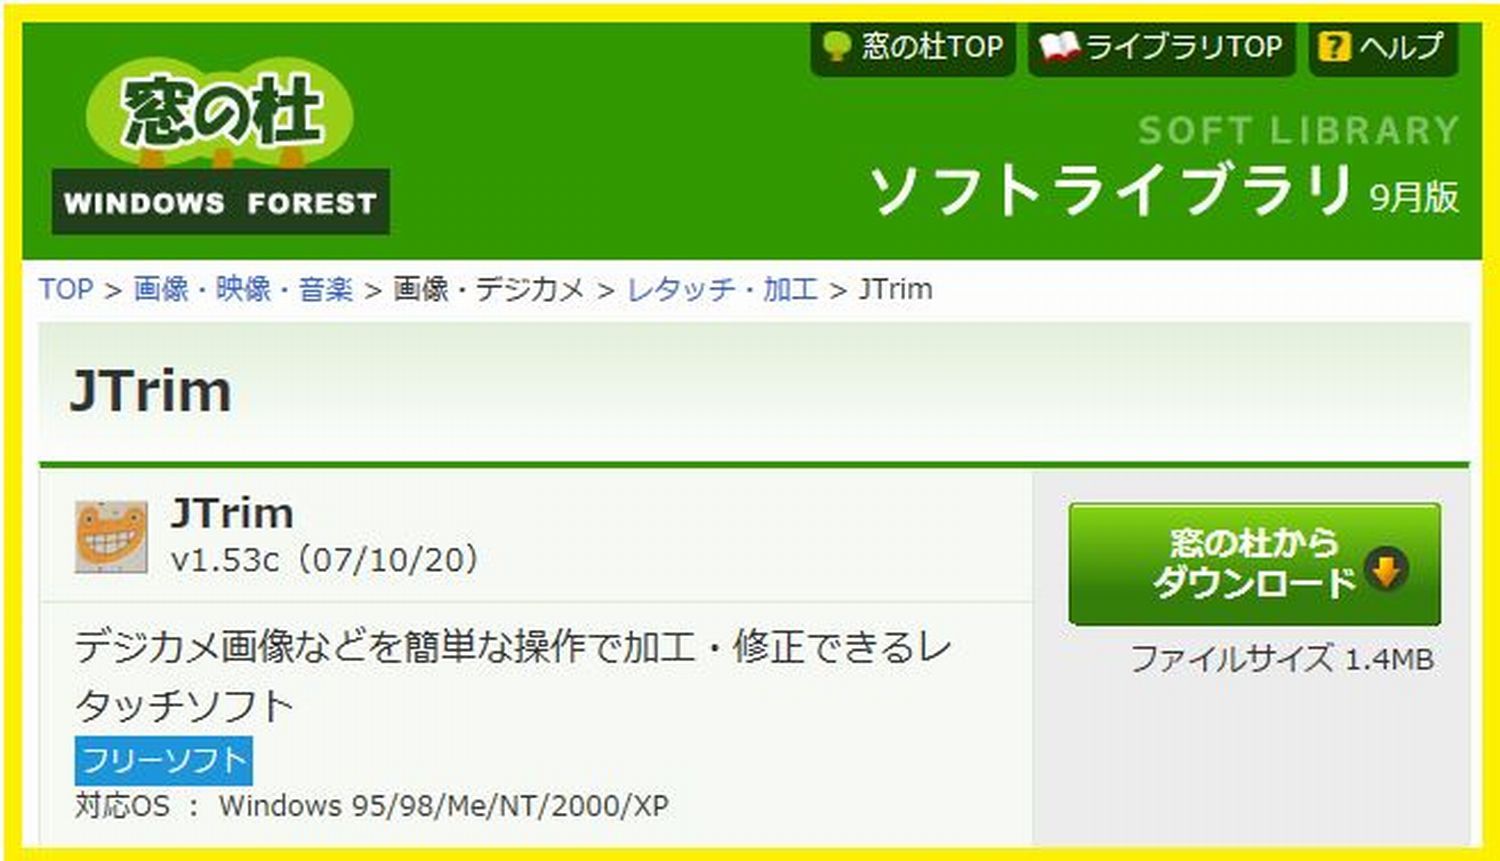 窓の杜TOP ライブラリTOP ? ヘルプ
窓の杜
WINDOWS FOREST
SOFT LIBRARY
ソフトライブラリ 9月版
TOP > 画像・映像・音楽 > 画像・デジカメ > レタッチ・加工 > JTrim
JTrim
JTrim
v1.53c（07/10/20）
窓の杜から
ダウンロード
ファイルサイズ 1.4MB
デジカメ画像などを簡単な操作で加工・修正できるレ
タッチソフト
フリーソフト
対応OS ： Windows 95/98/Me/NT/2000/XP